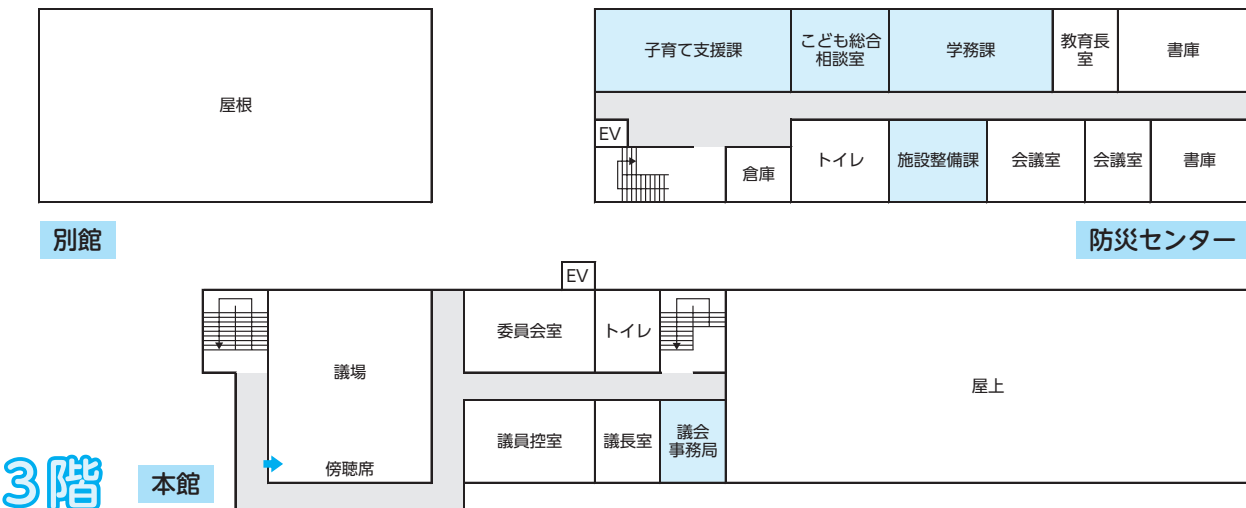 屋根
別館
子育て支援課
こども総合
相談室
学務課
教育長
室
書庫
EV
倉庫
トイレ
施設整備課
会議室
会議室
書庫
防災センター
EV
議場
傍聴席
委員会室
トイレ
議員控室
議長室
議会
事務局
屋上
3階
本館